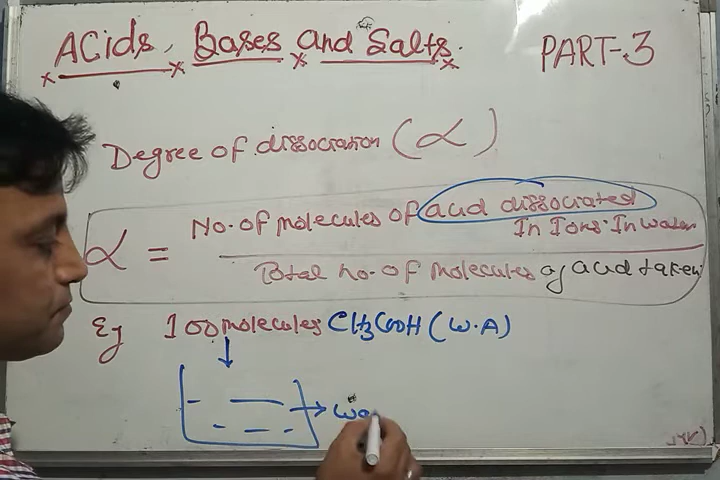 Acids, Bases and Salts.
PART-3
Degree of dissociation (α)
α = No. of molecules of acid dissociated
In Ions In water
Total no. of molecules of acid taken
Eg 100 molecules CH3COOH (W.A)
→ wa